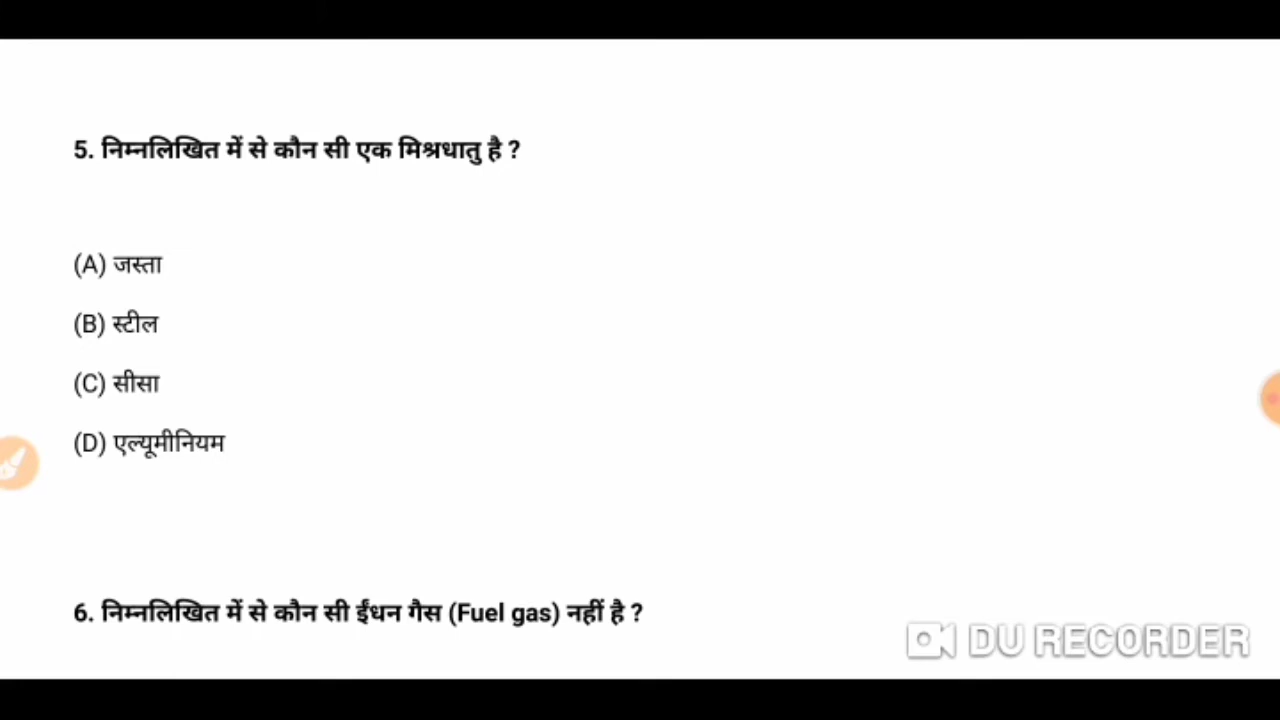 5. निम्नलिखित में से कौन सी एक मिश्रधातु है ?
(A) जस्ता
(B) स्टील
(C) सीसा
(D) एल्यूमीनियम
6. निम्नलिखित में से कौन सी ईंधन गैस (Fuel gas) नहीं है ?
DU RECORDER